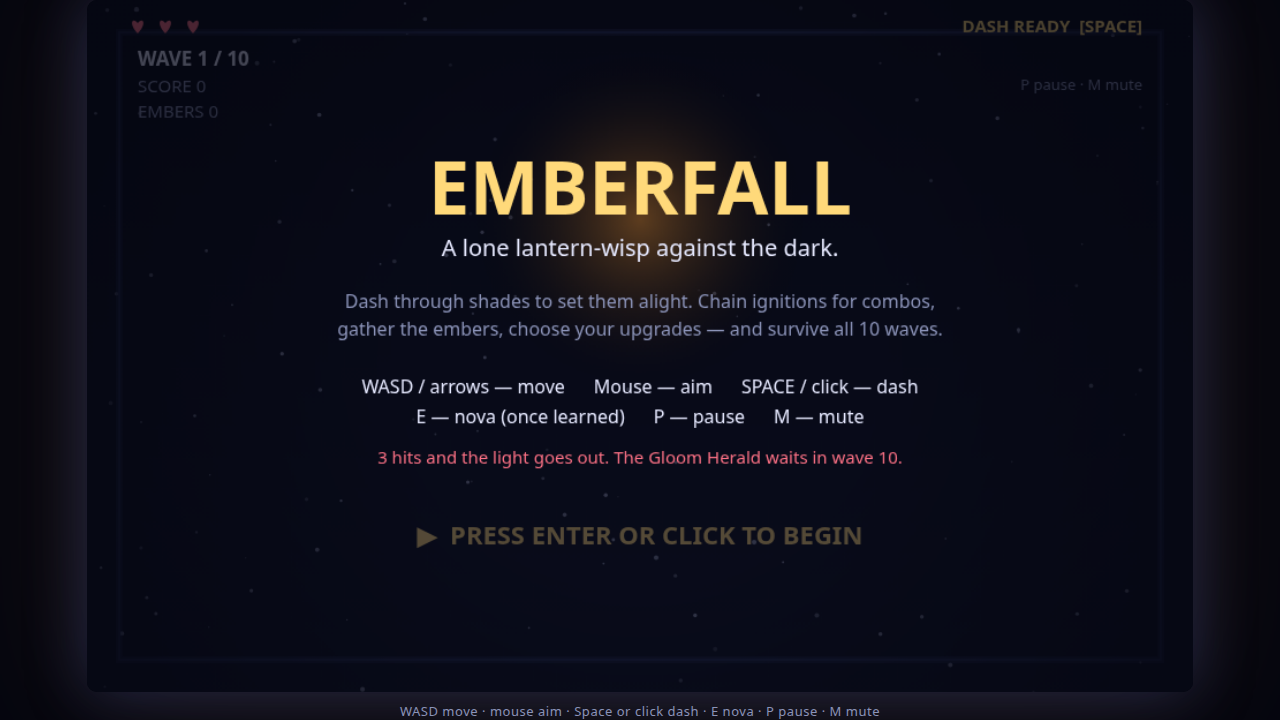 ♥ ♥ ♥
DASH READY [SPACE]
WAVE 1 / 10
SCORE 0
P pause · M mute
EMBERS 0
EMBERFALL
A lone lantern-wisp against the dark.
Dash through shades to set them alight. Chain ignitions for combos,
gather the embers, choose your upgrades — and survive all 10 waves.
WASD / arrows — move Mouse — aim SPACE / click — dash
E — nova (once learned) P — pause M — mute
3 hits and the light goes out. The Gloom Herald waits in wave 10.
▶ PRESS ENTER OR CLICK TO BEGIN
WASD move · mouse aim · Space or click dash · E nova · P pause · M mute